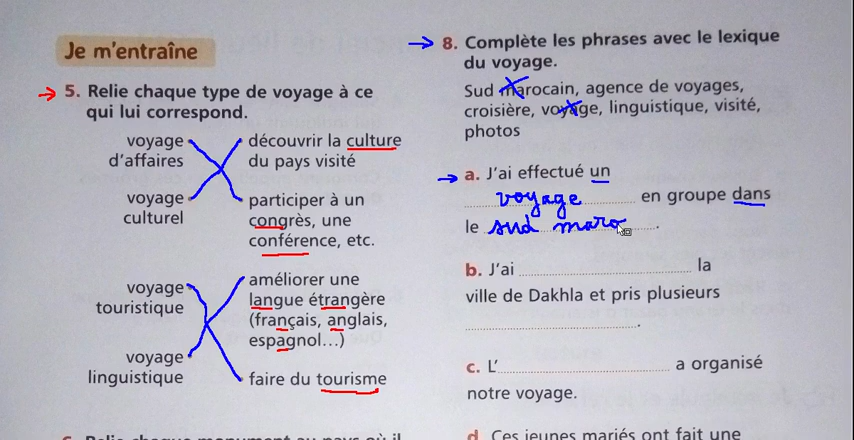 Je m'entraîne
5. Relie chaque type de voyage à ce
qui lui correspond.
voyage
d'affaires
découvrir la culture
du pays visité
voyage
culturel
participer à un
congrès, une
conférence, etc.
voyage
touristique
améliorer une
langue étrangère
(français, anglais,
espagnol...)
voyage
linguistique
faire du tourisme
8. Complète les phrases avec le lexique
du voyage.
Sud marocain, agence de voyages,
croisière, voyage, linguistique, visité,
photos
a. J'ai effectué un
voyage en groupe dans
le sud maro.
b. J'ai la
ville de Dakhla et pris plusieurs
.
c. L' a organisé
notre voyage.
d. Ces jeunes mariés ont fait une